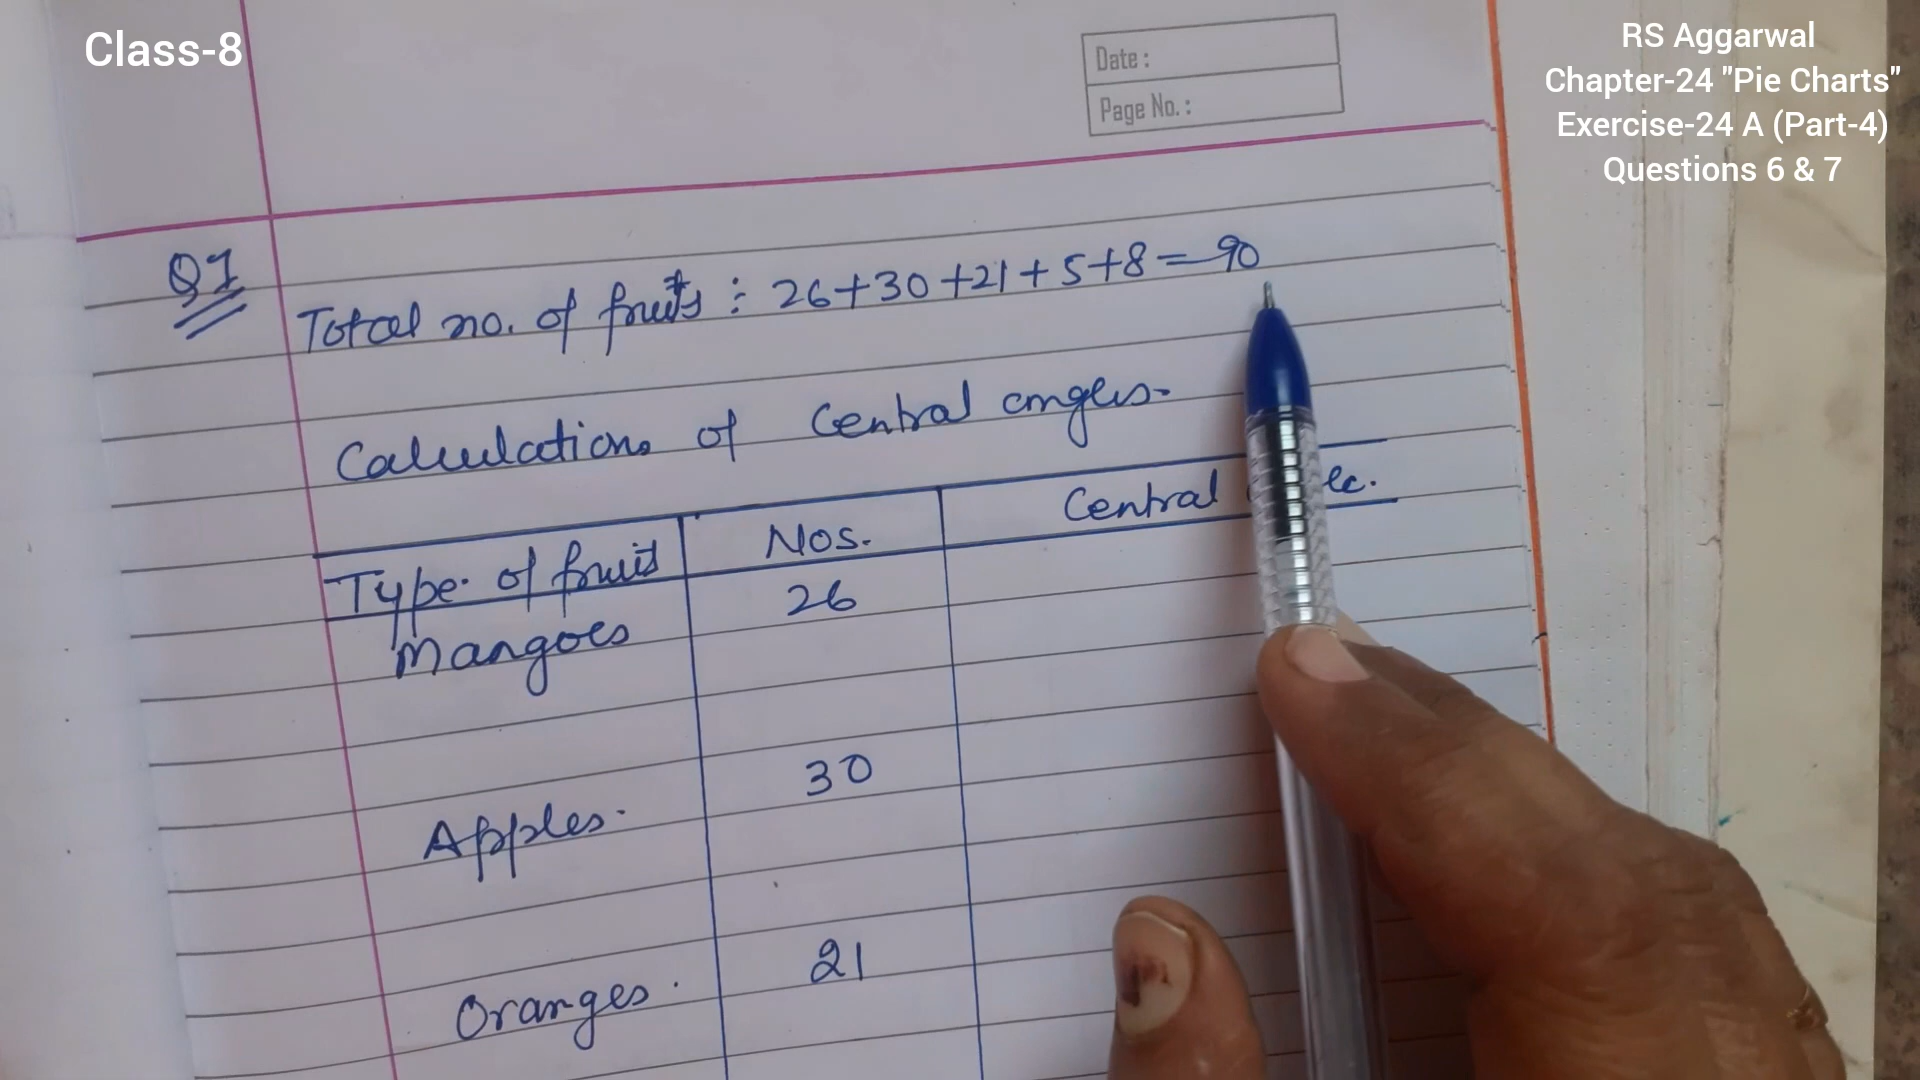 Class-8
RS Aggarwal
Chapter-24 "Pie Charts"
Exercise-24 A (Part-4)
Questions 6 & 7
Date :
Page No. :
Q7
Total no. of fruits : 26+30+21+5+8=90
Calculations of Central angles.
Type of fruit Nos. Central
Mangoes 26
Apples. 30
Oranges. 21